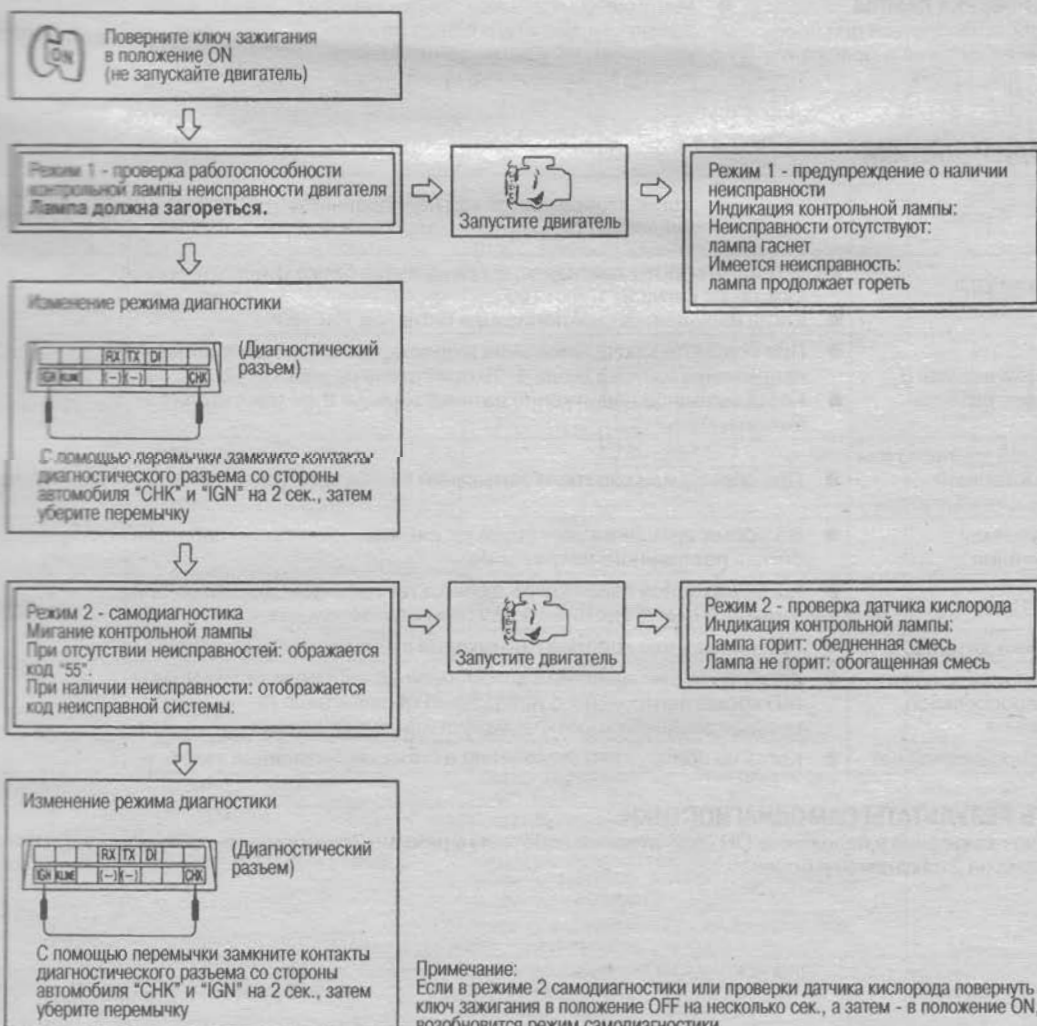 ON
Поверните ключ зажигания
в положение ON
(не запускайте двигатель)
Режим 1 - проверка работоспособности
контрольной лампы неисправности двигателя
Лампа должна загореться.
Запустите двигатель
Режим 1 - предупреждение о наличии
неисправности
Индикация контрольной лампы:
Неисправности отсутствуют:
лампа гаснет
Имеется неисправность:
лампа продолжает гореть
Изменение режима диагностики
RX TX DI
IGN KLINE (-) (-) CHK
(Диагностический
разъем)
С помощью перемычки замкните контакты
диагностического разъема со стороны
автомобиля "CHK" и "IGN" на 2 сек., затем
уберите перемычку
Режим 2 - самодиагностика
Мигание контрольной лампы
При отсутствии неисправностей: ображается
код "55".
При наличии неисправности: отображается
код неисправной системы.
Запустите двигатель
Режим 2 - проверка датчика кислорода
Индикация контрольной лампы:
Лампа горит: обедненная смесь
Лампа не горит: обогащенная смесь
Изменение режима диагностики
RX TX DI
IGN KLINE (-) (-) CHK
(Диагностический
разъем)
С помощью перемычки замкните контакты
диагностического разъема со стороны
автомобиля "CHK" и "IGN" на 2 сек., затем
уберите перемычку
Примечание:
Если в режиме 2 самодиагностики или проверки датчика кислорода повернуть
ключ зажигания в положение OFF на несколько сек., а затем - в положение ON
возобновится режим самодиагностики